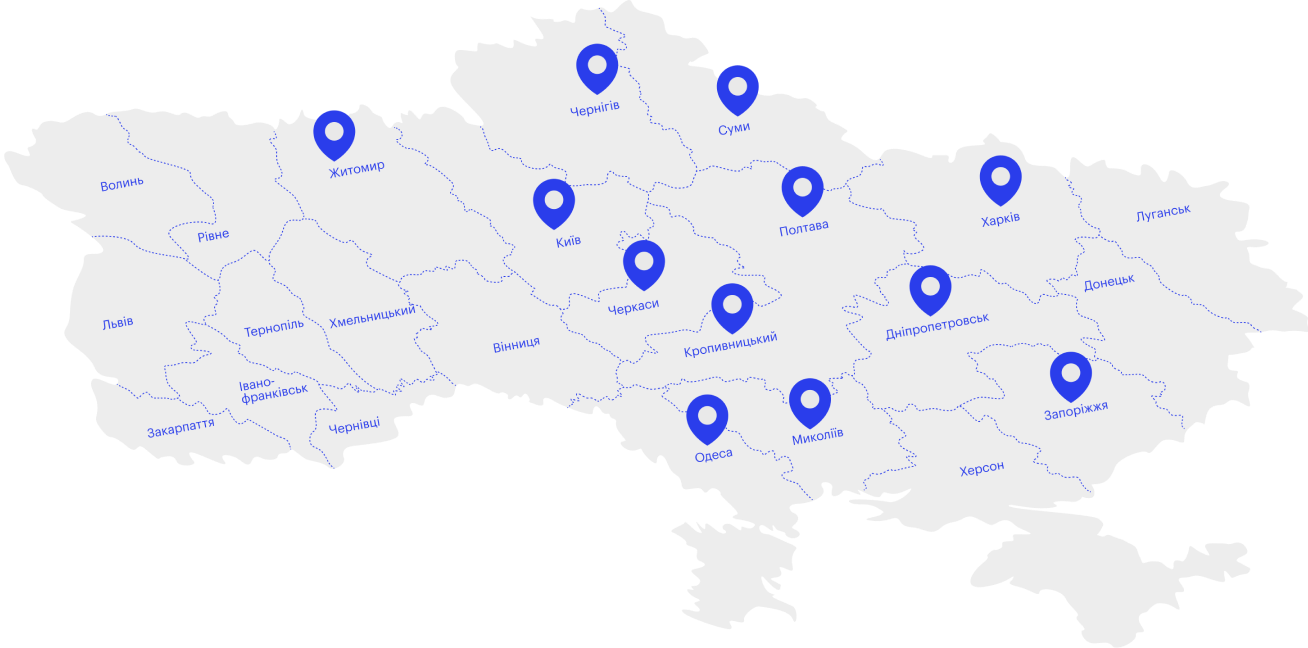 Чернігів
Суми
Житомир
Волинь
Рівне
Київ
Полтава
Харків
Луганськ
Львів
Тернопіль
Хмельницький
Вінниця
Черкаси
Кропивницький
Дніпропетровськ
Донецьк
Івано-
франківськ
Закарпаття
Чернівці
Одеса
Миколіїв
Запоріжжя
Херсон